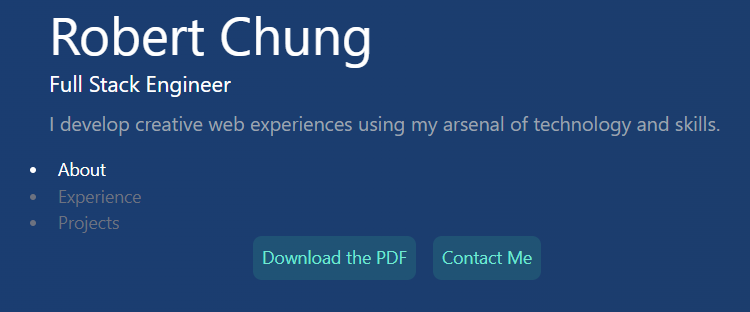 Robert Chung
Full Stack Engineer
I develop creative web experiences using my arsenal of technology and skills.
About
Experience
Projects
Download the PDF
Contact Me